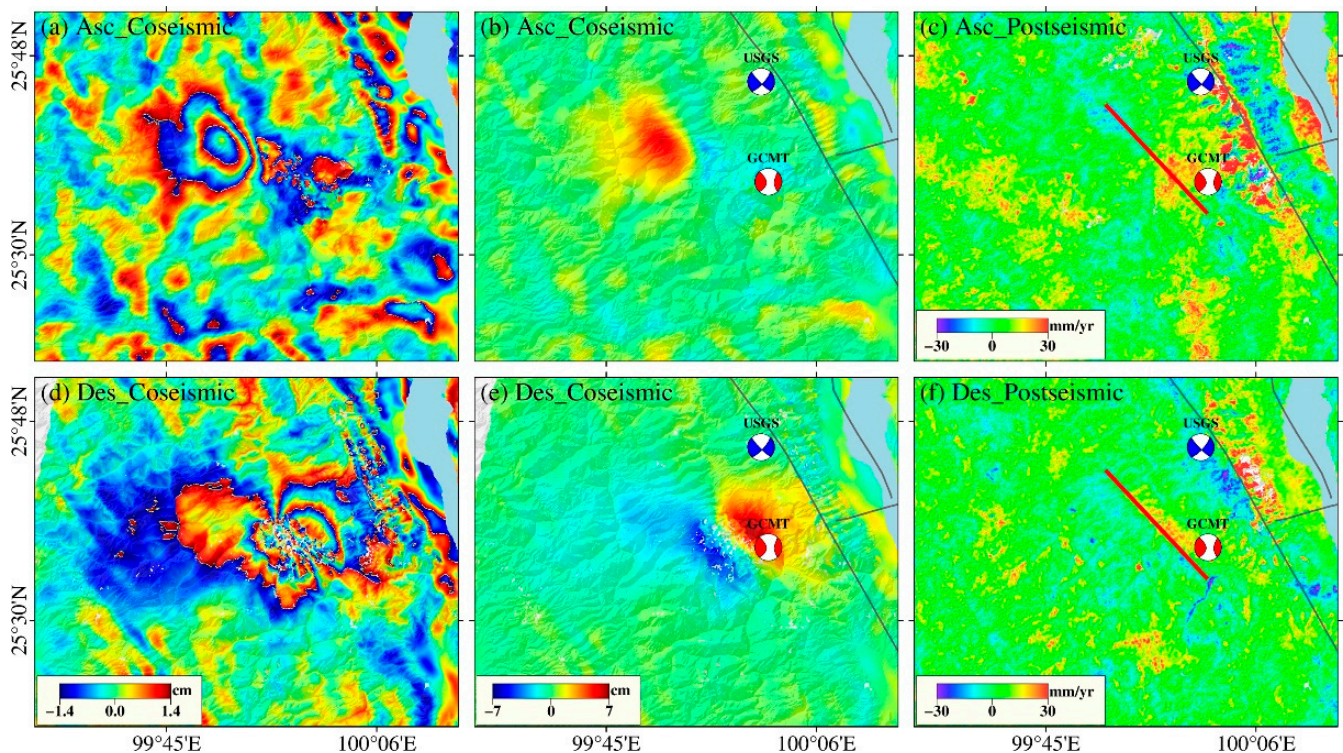 (a) Asc_Coseismic
(b) Asc_Coseismic
(c) Asc_Postseismic
25°48'N
25°30'N
USGS
GCMT
USGS
GCMT
mm/yr
−30 0 30
(d) Des_Coseismic
(e) Des_Coseismic
(f) Des_Postseismic
25°48'N
25°30'N
USGS
GCMT
USGS
GCMT
cm
−1.4 0.0 1.4
cm
−7 0 7
mm/yr
−30 0 30
99°45'E
100°06'E
99°45'E
100°06'E
99°45'E
100°06'E